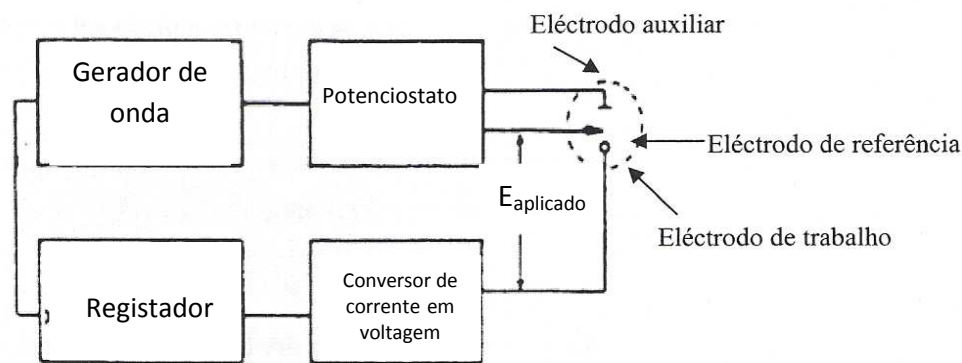 Eléctrodo auxiliar
Gerador de
onda
Potenciostato
Eléctrodo de referência
E aplicado
Eléctrodo de trabalho
Registador
Conversor de
corrente em
voltagem